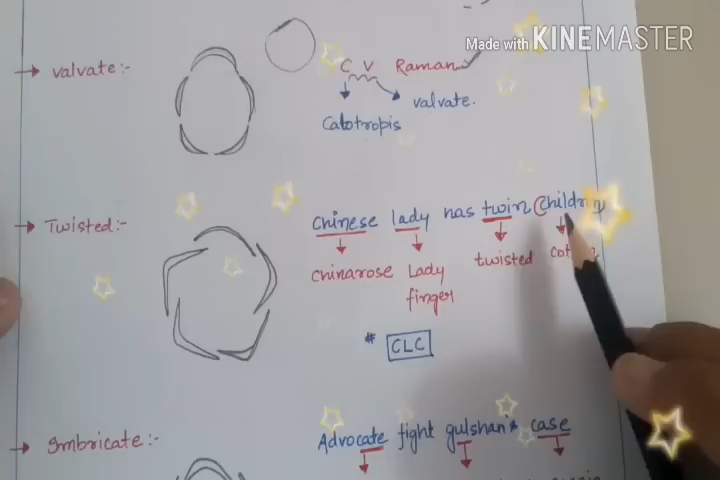 Made with KINEMASTER
→ valvate:-
C V Raman
Calotropis
valvate.
→ Twisted:-
chinese lady has twin
chinarose Lady finger twisted
# CLC
→ Imbricate:-
Advocate fight gulshan's case